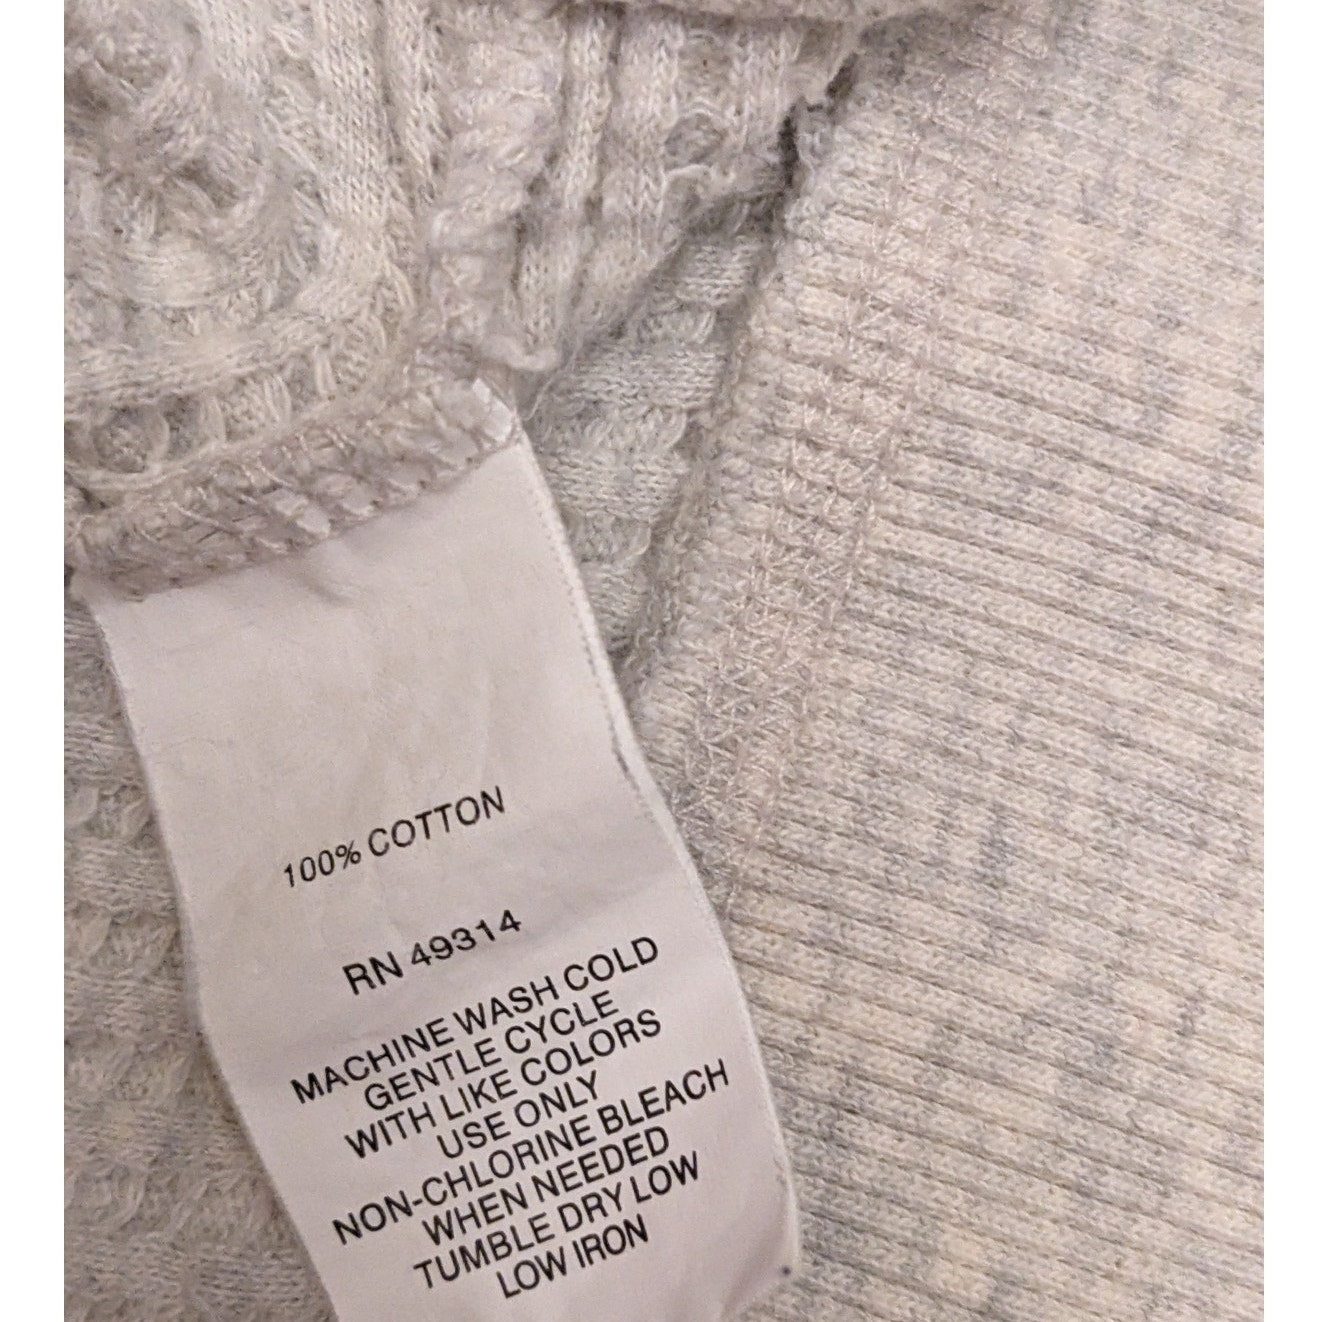 100% COTTON
RN 49314
MACHINE WASH COLD
GENTLE CYCLE
WITH LIKE COLORS
USE ONLY
NON-CHLORINE BLEACH
WHEN NEEDED
TUMBLE DRY LOW
LOW IRON